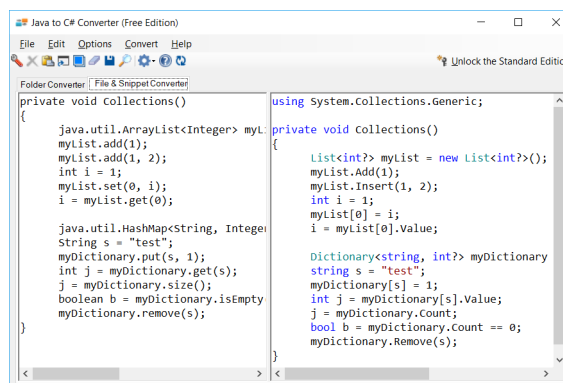 Java to C# Converter (Free Edition)
File Edit Options Convert Help
Unlock the Standard Editic
Folder Converter File & Snippet Converter
private void Collections()
{
java.util.ArrayList<Integer> myLi
myList.add(1);
myList.add(1, 2);
int i = 1;
myList.set(0, i);
i = myList.get(0);
java.util.HashMap<String, Integer
String s = "test";
myDictionary.put(s, 1);
int j = myDictionary.get(s);
j = myDictionary.size();
boolean b = myDictionary.isEmpty
myDictionary.remove(s);
}
using System.Collections.Generic;
private void Collections()
{
List<int?> myList = new List<int?>();
myList.Add(1);
myList.Insert(1, 2);
int i = 1;
myList[0] = i;
i = myList[0].Value;
Dictionary<string, int?> myDictionary
string s = "test";
myDictionary[s] = 1;
int j = myDictionary[s].Value;
j = myDictionary.Count;
bool b = myDictionary.Count == 0;
myDictionary.Remove(s);
}